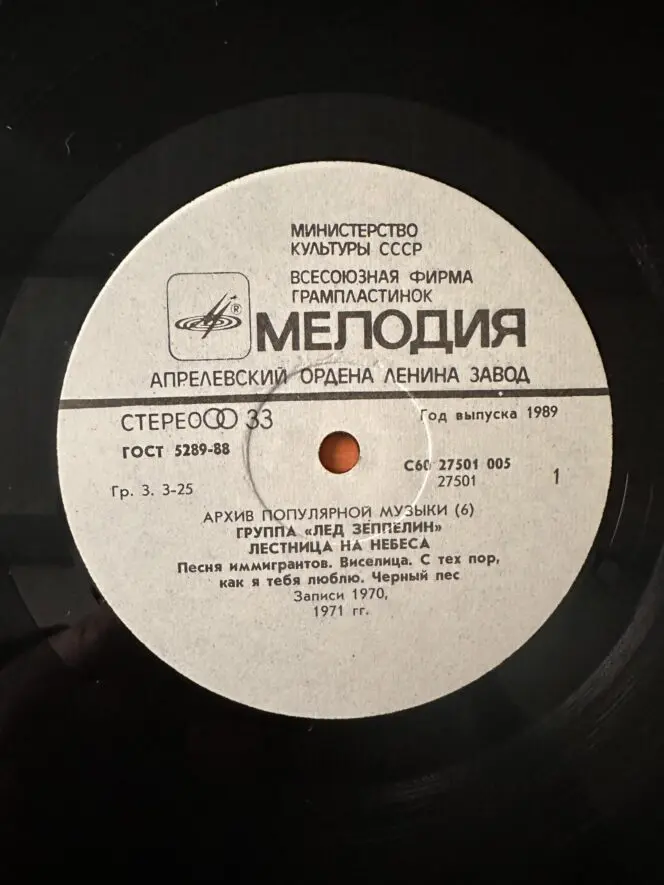 МИНИСТЕРСТВО
КУЛЬТУРЫ СССР
ВСЕСОЮЗНАЯ ФИРМА
ГРАМПЛАСТИНОК
® МЕЛОДИЯ
АПРЕЛЕВСКИЙ ОРДЕНА ЛЕНИНА ЗАВОД
СТЕРЕО 33
Год выпуска 1989
ГОСТ 5289-88
С60 27501 005
27501
1
Гр. 3. 3-25
АРХИВ ПОПУЛЯРНОЙ МУЗЫКИ (6)
ГРУППА «ЛЕД ЗЕППЕЛИН»
ЛЕСТНИЦА НА НЕБЕСА
Песня иммигрантов. Виселица. С тех пор,
как я тебя люблю. Черный пес
Записи 1970,
1971 гг.